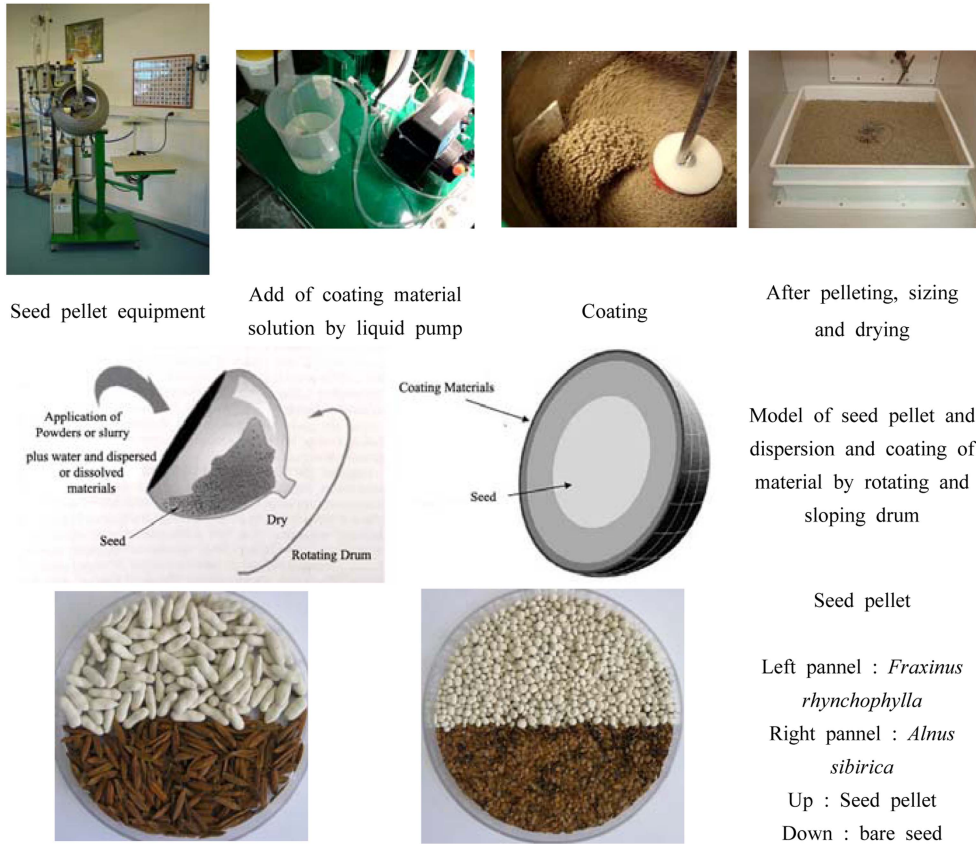 Seed pellet equipment
Add of coating material
solution by liquid pump
Coating
After pelleting, sizing
and drying
Application of
Powders or slurry
plus water and dispersed
or dissolved
materials
Seed
Dry
Rotating Drum
Coating Materials
Seed
Model of seed pellet and
dispersion and coating of
material by rotating and
sloping drum
Seed pellet
Left pannel : Fraxinus
rhynchophylla
Right pannel : Alnus
sibirica
Up : Seed pellet
Down : bare seed